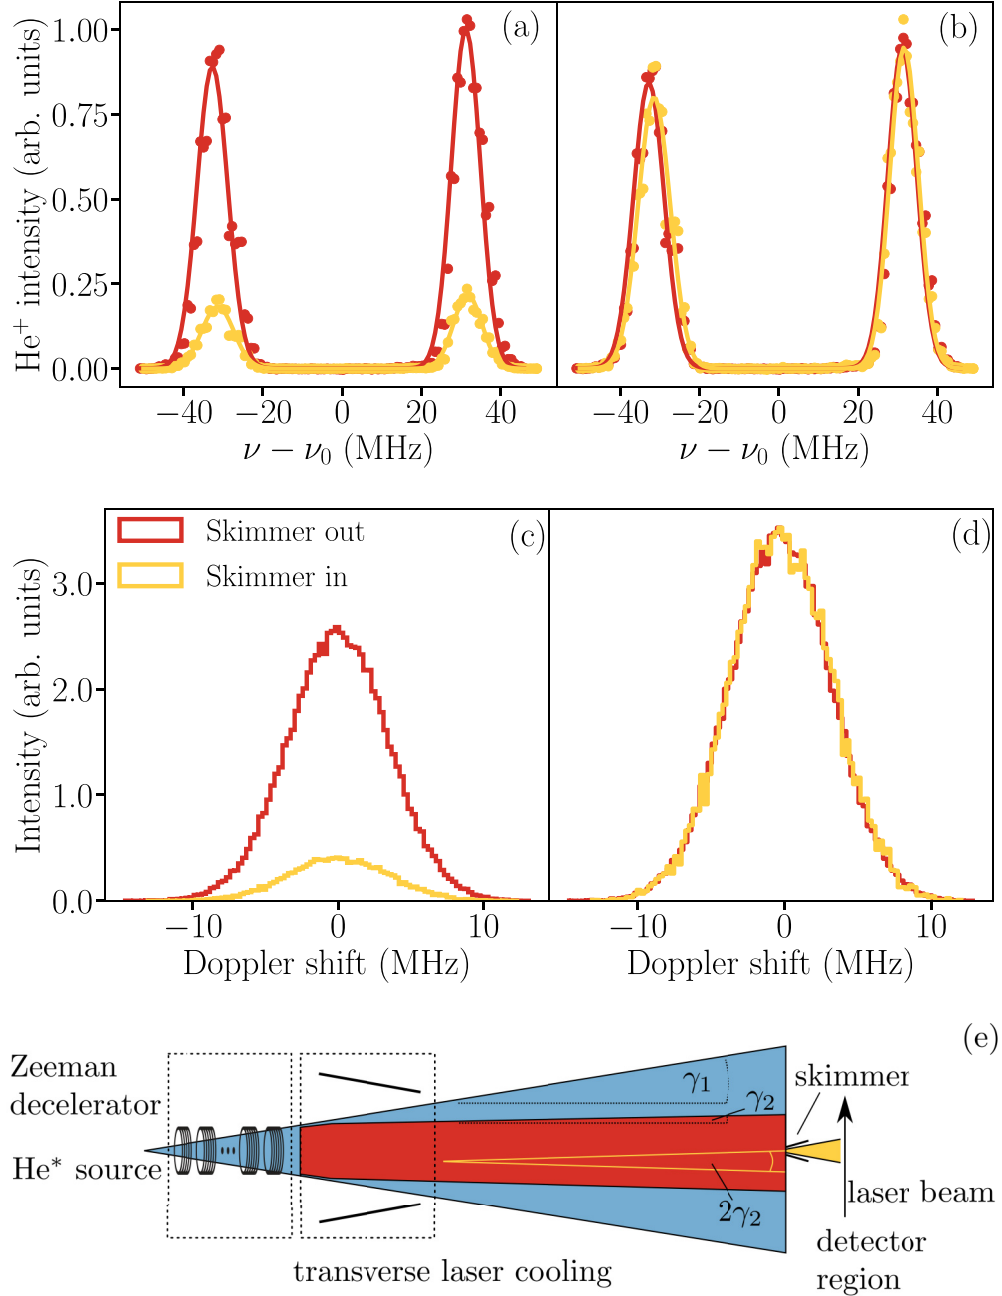 (a)
(b)
He⁺ intensity (arb. units)
1.00
0.75
0.50
0.25
0.00
−40 −20 0 20 40
−40 −20 0 20 40
ν − ν₀ (MHz)
ν − ν₀ (MHz)
Skimmer out
Skimmer in
(c)
(d)
Intensity (arb. units)
3.0
2.0
1.0
0.0
−10 0 10
−10 0 10
Doppler shift (MHz)
Doppler shift (MHz)
(e)
Zeeman
decelerator
He* source
γ₁
γ₂
2γ₂
skimmer
laser beam
detector
region
transverse laser cooling